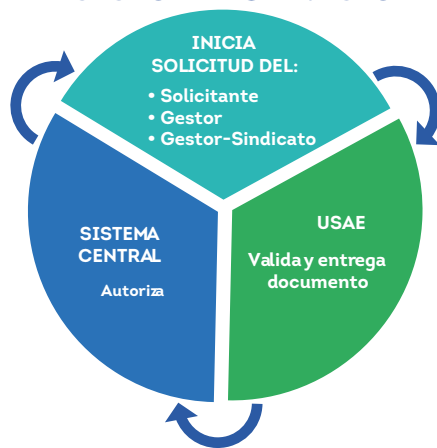 INICIA
SOLICITUD DEL:
• Solicitante
• Gestor
• Gestor-Sindicato
USAE
Valida y entrega
documento
SISTEMA
CENTRAL
Autoriza